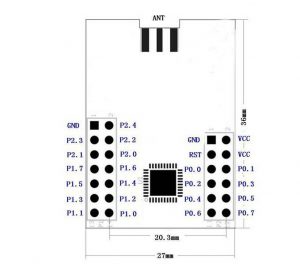 ANT
36mm
GND P2.4
P2.3 P2.2
P2.1 P2.0
P1.7 P1.6
P1.5 P1.4
P1.3 P1.2
P1.1 P1.0
GND VCC
RST VCC
P0.0 P0.1
P0.2 P0.3
P0.4 P0.5
P0.6 P0.7
20.3mm
27mm